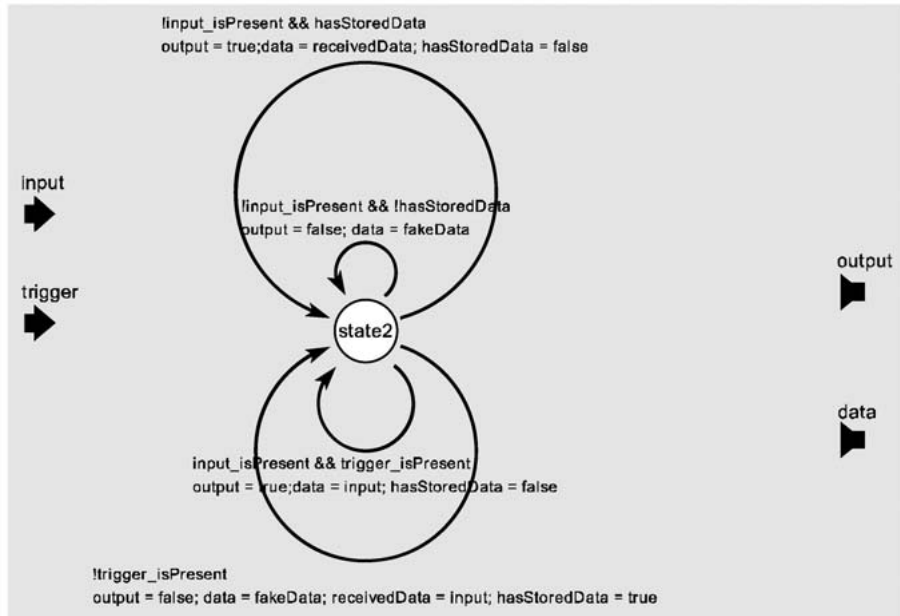 !input_isPresent && hasStoredData
output = true;data = receivedData; hasStoredData = false
input
!input_isPresent && !hasStoredData
output = false; data = fakeData
output
trigger
state2
data
input_isPresent && trigger_isPresent
output = true;data = input; hasStoredData = false
!trigger_isPresent
output = false; data = fakeData; receivedData = input; hasStoredData = true